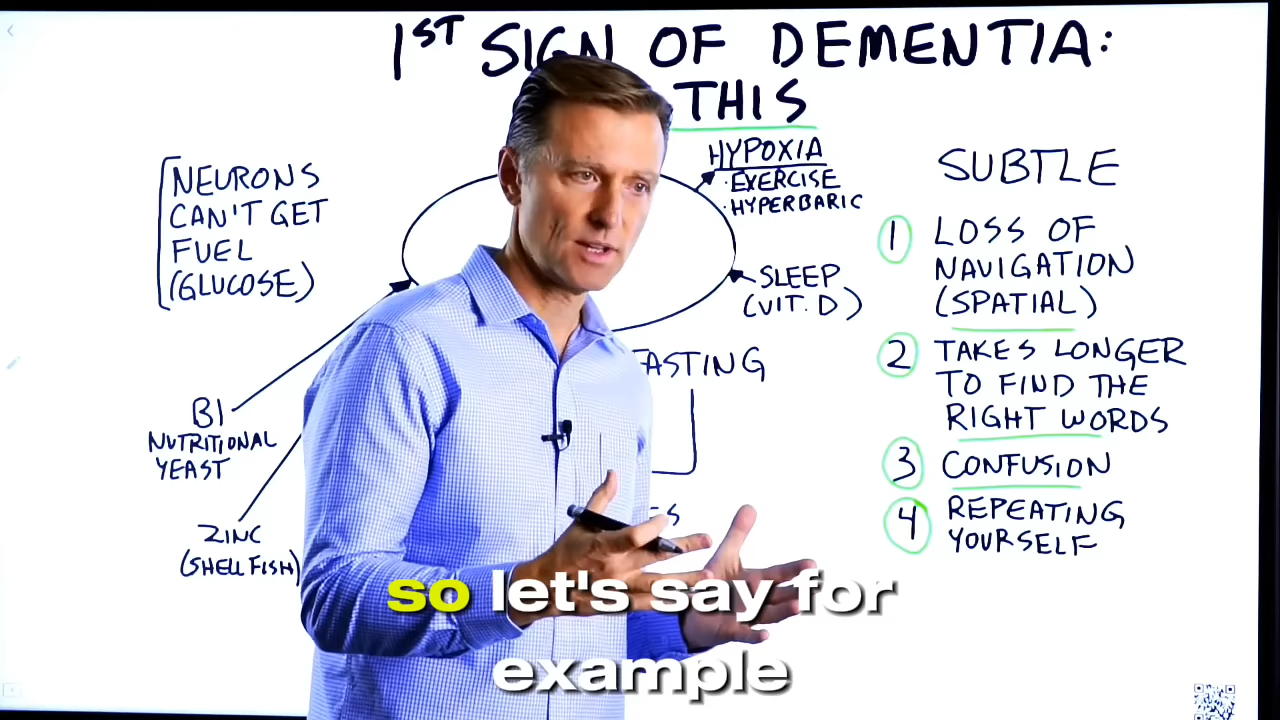 1ST SIGN OF DEMENTIA:
THIS
NEURONS
CAN'T GET
FUEL
(GLUCOSE)
HYPOXIA
· EXERCISE
· HYPERBARIC
SLEEP
(VIT. D)
ASTING
B1
NUTRITIONAL
YEAST
ZINC
(SHELLFISH)
SUBTLE
1 LOSS OF
NAVIGATION
(SPATIAL)
2 TAKES LONGER
TO FIND THE
RIGHT WORDS
3 CONFUSION
4 REPEATING
YOURSELF
so let's say for
example